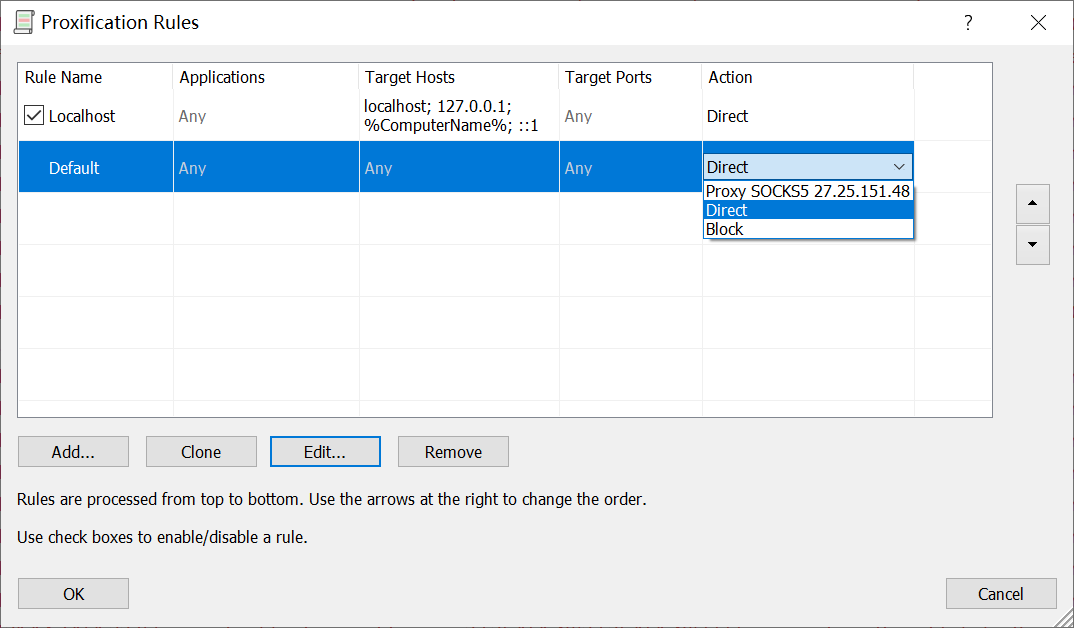 Proxification Rules
?
Rule Name Applications Target Hosts Target Ports Action
Localhost Any localhost; 127.0.0.1; Any Direct
%ComputerName%; ::1
Default Any Any Any Direct
Proxy SOCKS5 27.25.151.48
Direct
Block
Add... Clone Edit... Remove
Rules are processed from top to bottom. Use the arrows at the right to change the order.
Use check boxes to enable/disable a rule.
OK Cancel